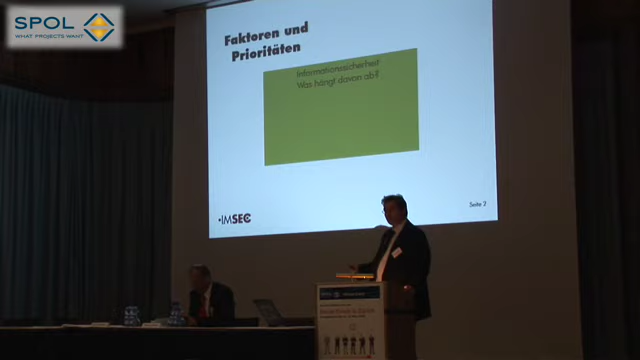 SPOL
WHAT PROJECTS WANT
Faktoren und
Prioritäten
Informationssicherheit
Was hängt davon ab?
•IMSEC
Seite 2